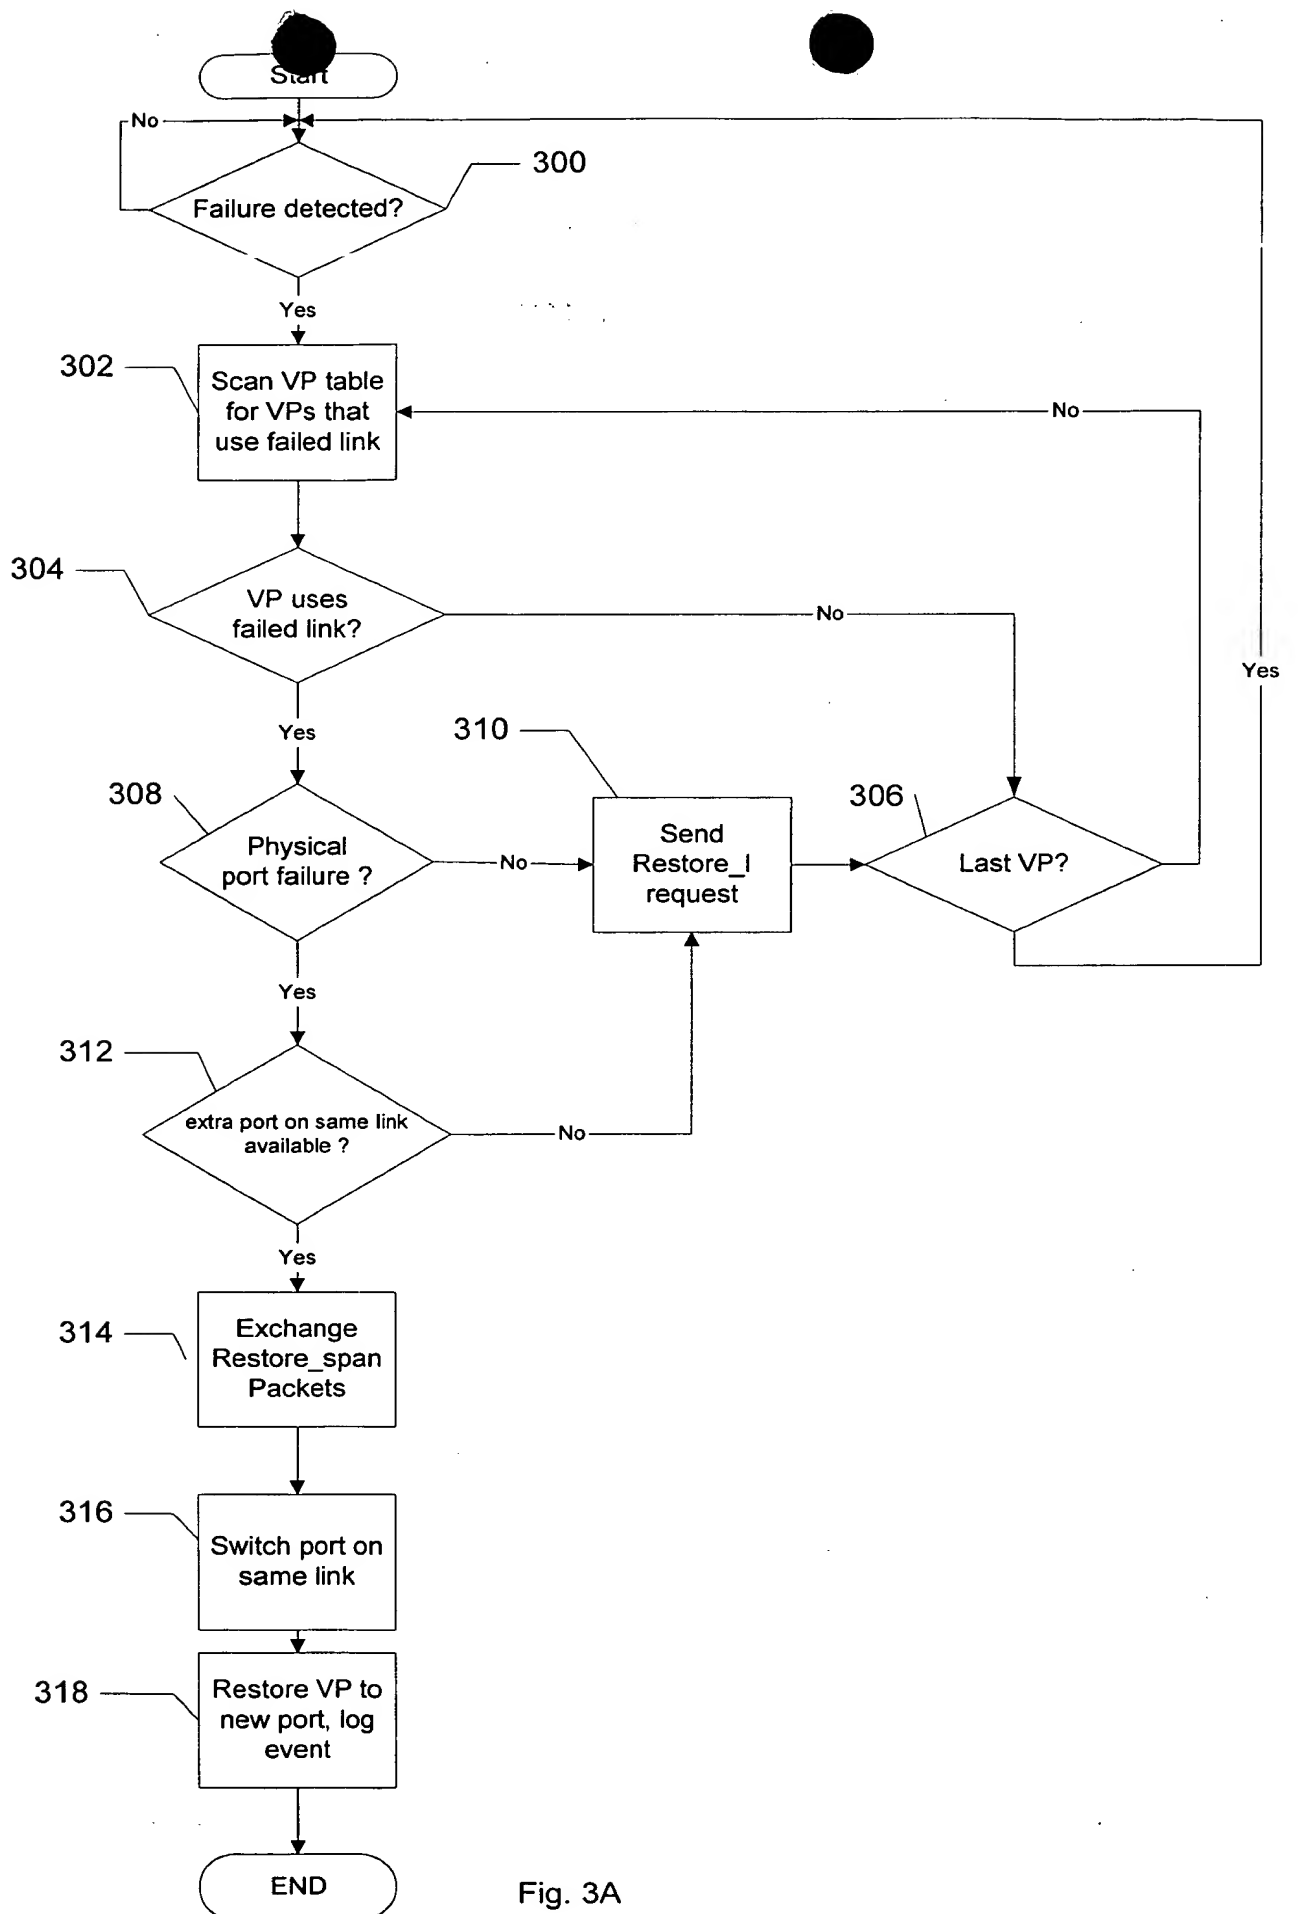 Start
No
300
Failure detected?
Yes
302
Scan VP table
for VPs that
use failed link
No
304
VP uses
failed link?
No
Yes
Yes
310
308
306
Physical
port failure ?
No
Send
Restore_I
request
Last VP?
Yes
312
extra port on same link
available ?
No
Yes
314
Exchange
Restore_span
Packets
316
Switch port on
same link
318
Restore VP to
new port, log
event
END
Fig. 3A